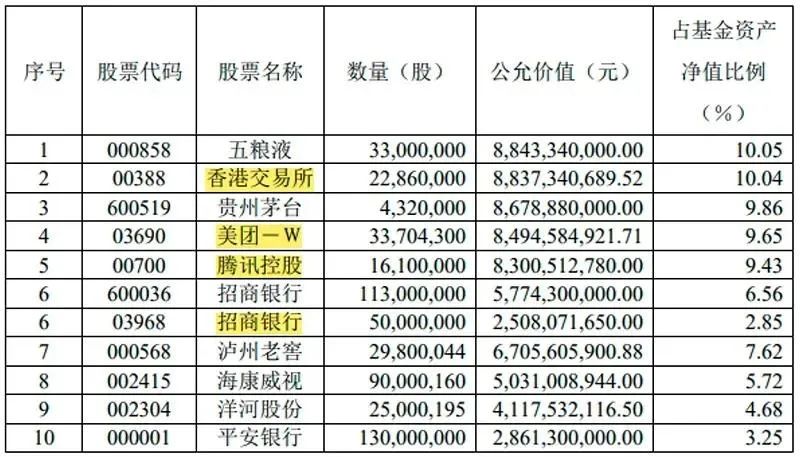 序号 股票代码 股票名称 数量（股） 公允价值（元） 占基金资产净值比例（％）
1 000858 五粮液 33,000,000 8,843,340,000.00 10.05
2 00388 香港交易所 22,860,000 8,837,340,689.52 10.04
3 600519 贵州茅台 4,320,000 8,678,880,000.00 9.86
4 03690 美团－W 33,704,300 8,494,584,921.71 9.65
5 00700 腾讯控股 16,100,000 8,300,512,780.00 9.43
6 600036 招商银行 113,000,000 5,774,300,000.00 6.56
6 03968 招商银行 50,000,000 2,508,071,650.00 2.85
7 000568 泸州老窖 29,800,044 6,705,605,900.88 7.62
8 002415 海康威视 90,000,160 5,031,008,944.00 5.72
9 002304 洋河股份 25,000,195 4,117,532,116.50 4.68
10 000001 平安银行 130,000,000 2,861,300,000.00 3.25